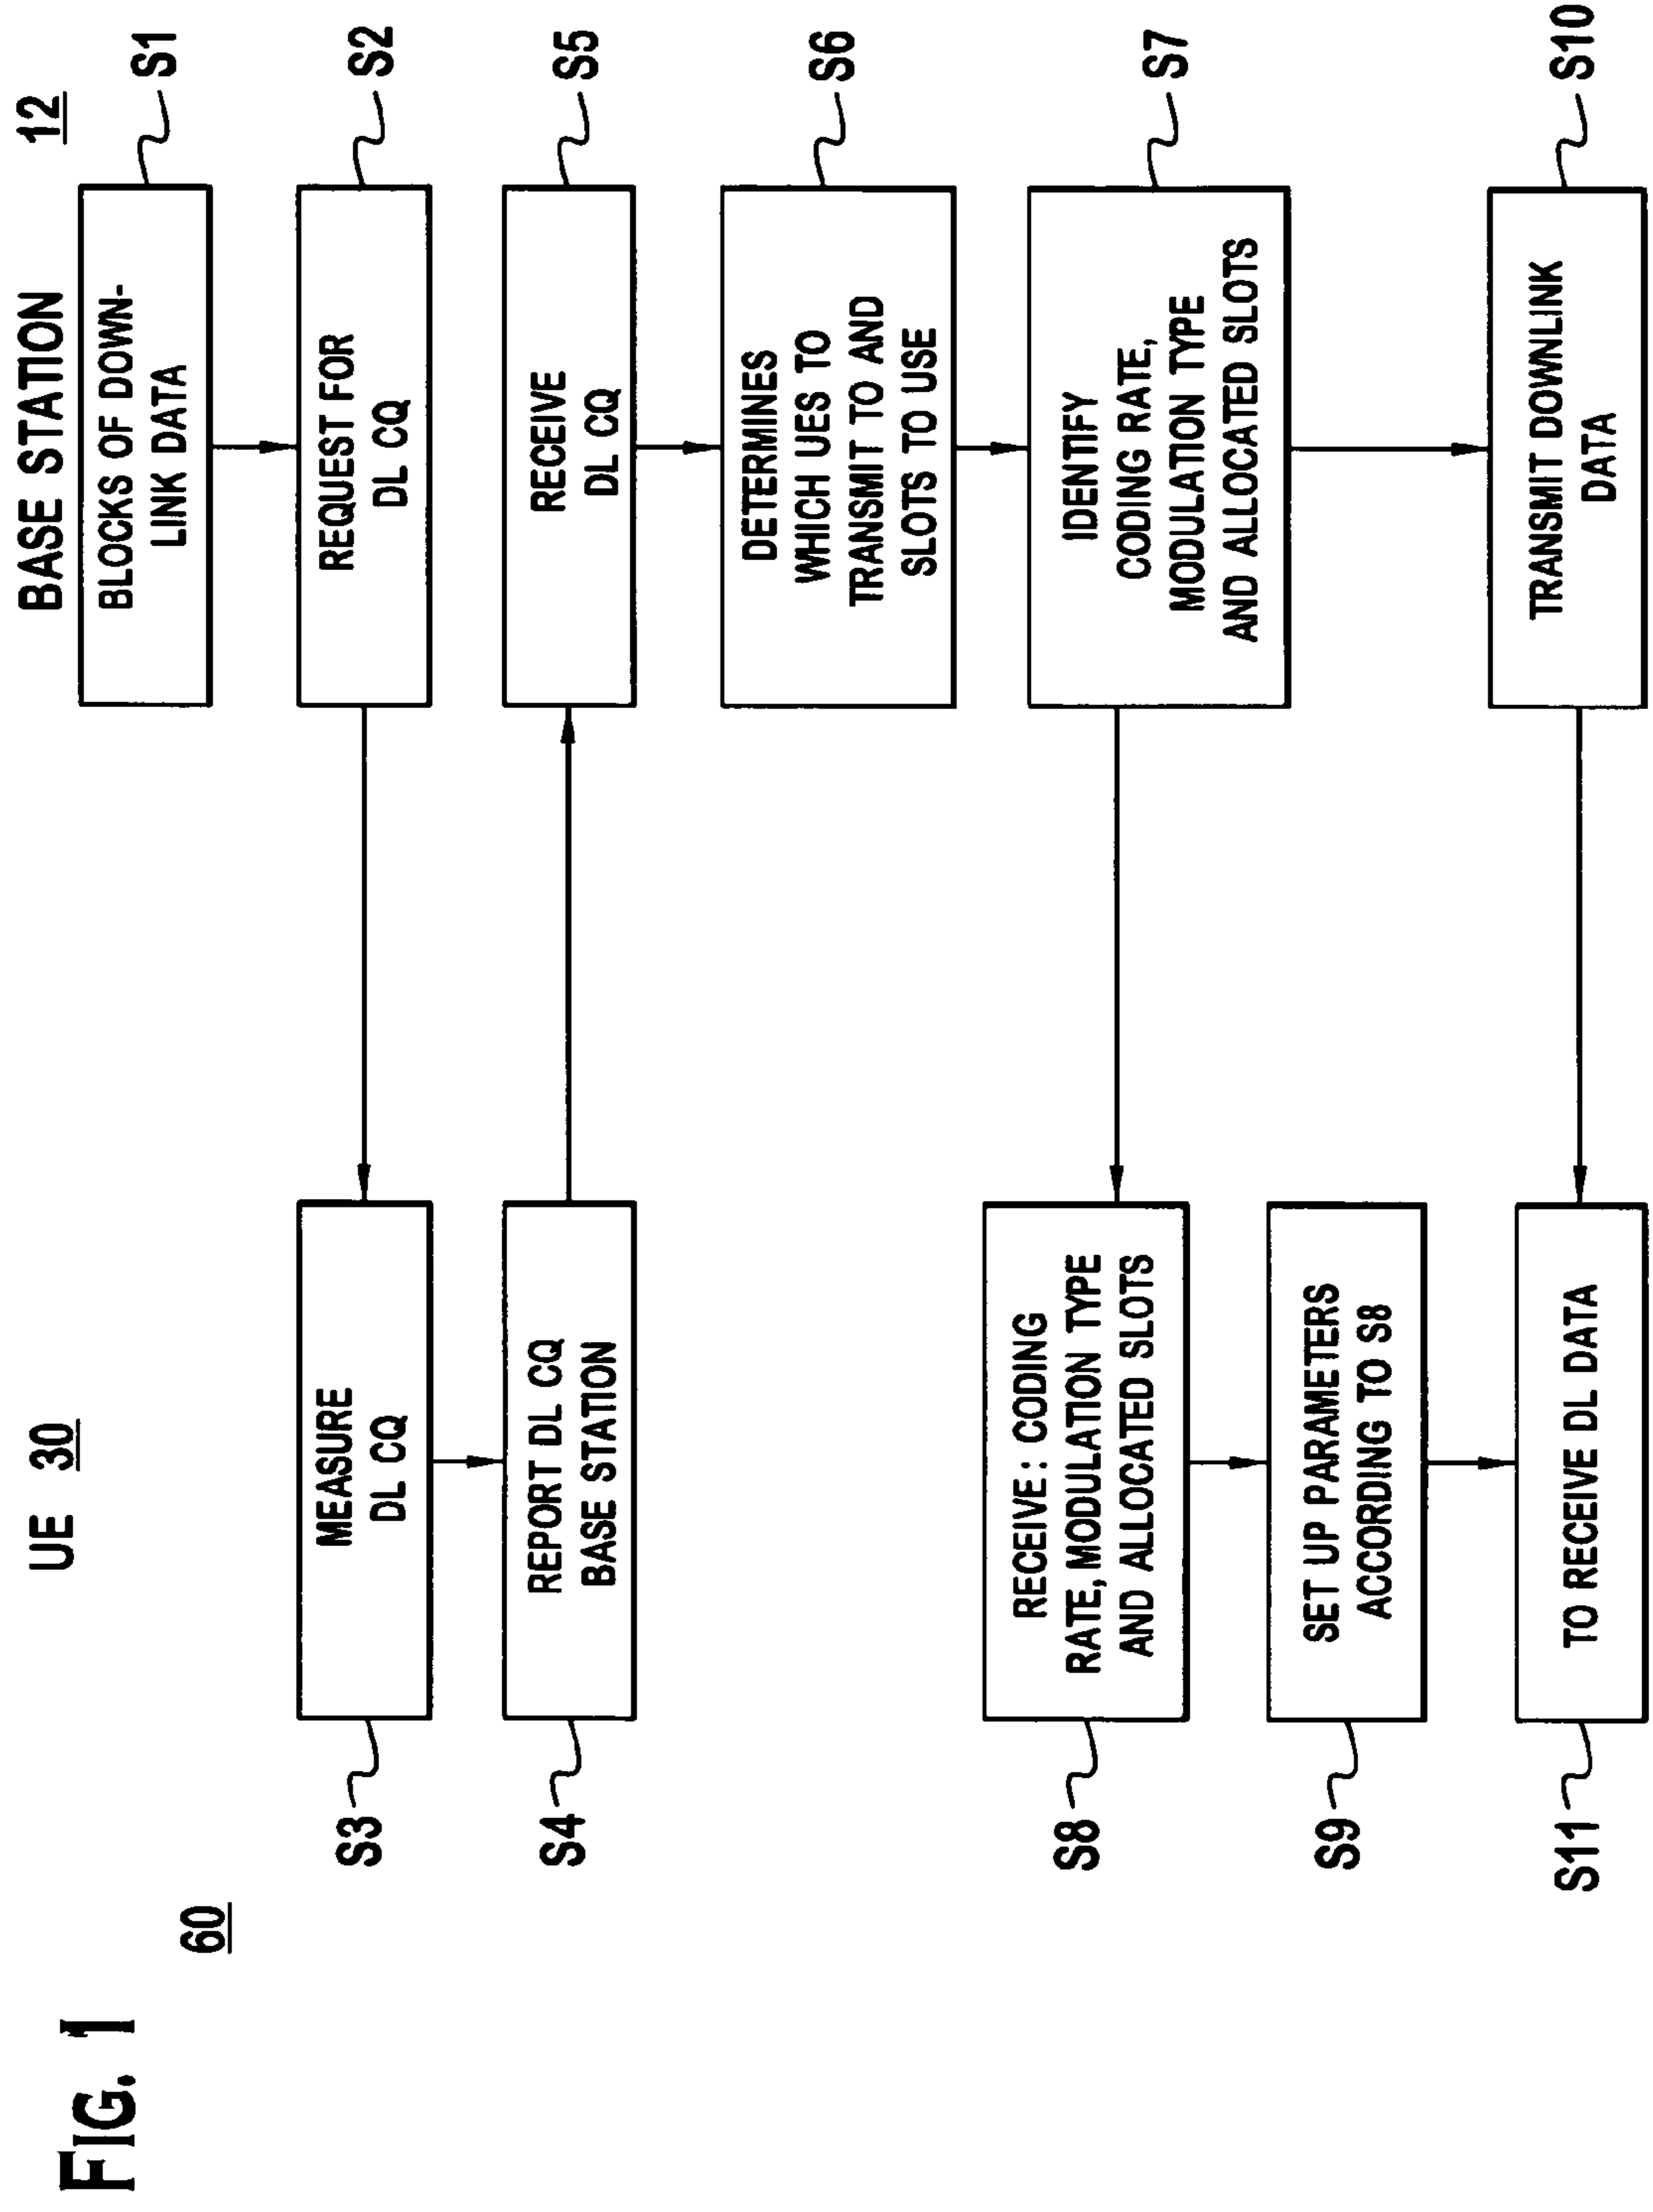 FIG. 1
60
UE 30
BASE STATION 12
BLOCKS OF DOWN-
LINK DATA
S1
REQUEST FOR
DL CQ
S2
S3
MEASURE
DL CQ
S4
REPORT DL CQ
BASE STATION
RECEIVE
DL CQ
S5
DETERMINES
WHICH UES TO
TRANSMIT TO AND
SLOTS TO USE
S6
IDENTIFY
CODING RATE,
MODULATION TYPE
AND ALLOCATED SLOTS
S7
S8
RECEIVE: CODING
RATE, MODULATION TYPE
AND ALLOCATED SLOTS
S9
SET UP PARAMETERS
ACCORDING TO S8
TRANSMIT DOWNLINK
DATA
S10
S11
TO RECEIVE DL DATA